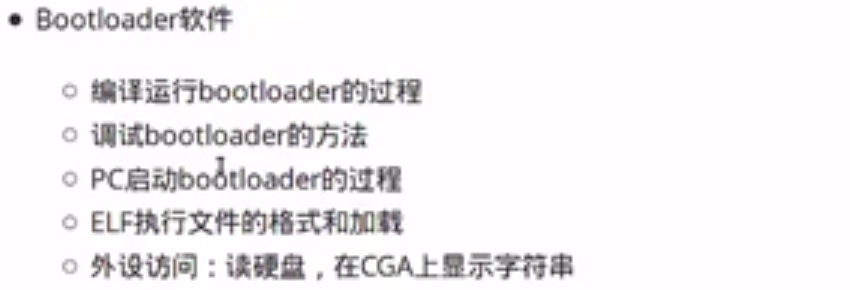 ● Bootloader软件
○ 编译运行bootloader的过程
○ 调试bootloader的方法
○ PC启动bootloader的过程
○ ELF执行文件的格式和加载
○ 外设访问：读硬盘，在CGA上显示字符串